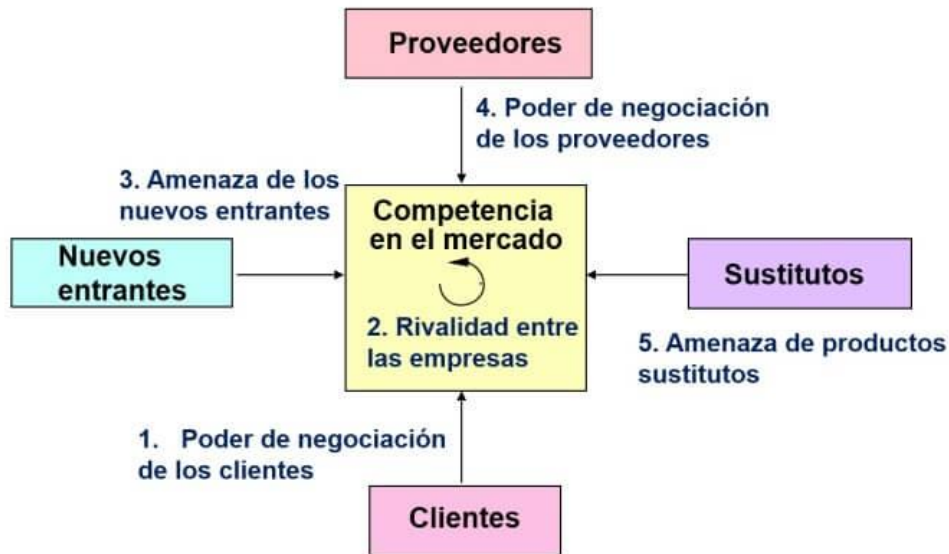 Proveedores
4. Poder de negociación
de los proveedores
3. Amenaza de los
nuevos entrantes
Competencia
en el mercado
Nuevos
entrantes
Sustitutos
2. Rivalidad entre
las empresas
5. Amenaza de productos
sustitutos
1. Poder de negociación
de los clientes
Clientes